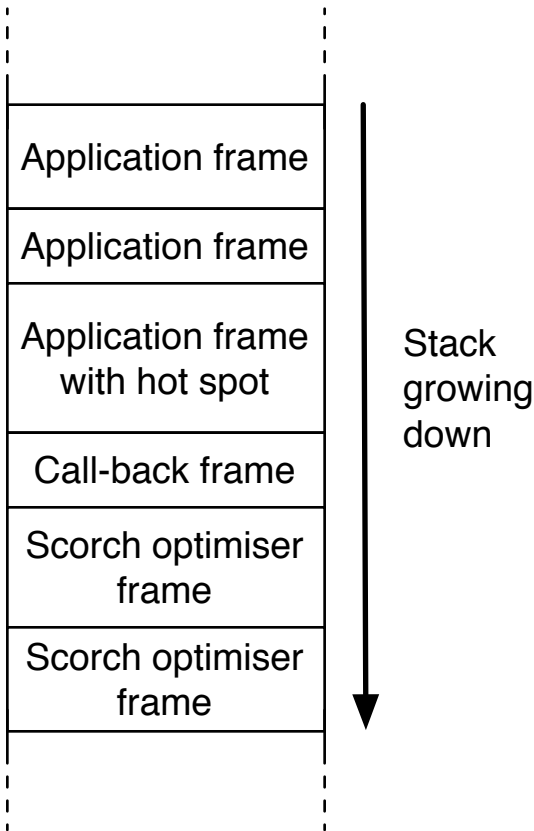 Application frame
Application frame
Application frame
with hot spot
Stack
growing
down
Call-back frame
Scorch optimiser
frame
Scorch optimiser
frame